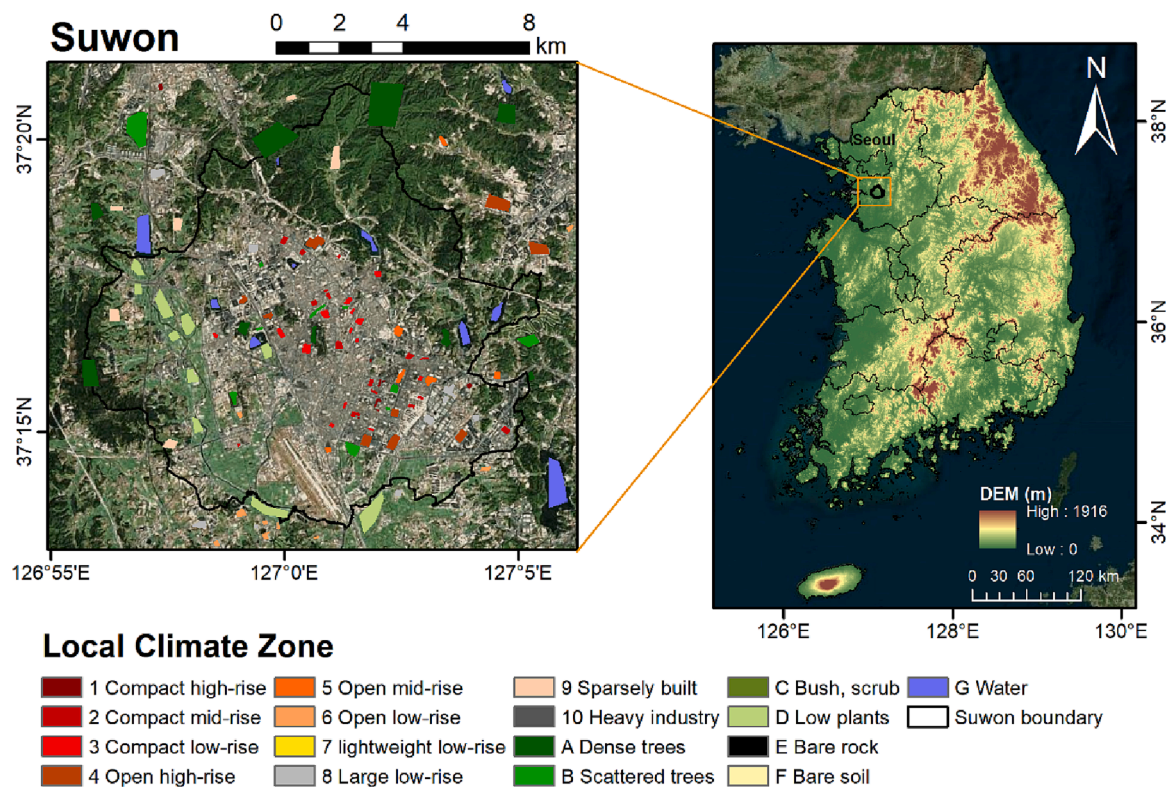 Suwon
0 2 4 8
km
37°20'N
37°15'N
126°55'E 127°0'E 127°5'E
N
Seoul
38°N
36°N
34°N
DEM (m)
High : 1916
Low : 0
0 30 60 120 km
126°E 128°E 130°E
Local Climate Zone
1 Compact high-rise
2 Compact mid-rise
3 Compact low-rise
4 Open high-rise
5 Open mid-rise
6 Open low-rise
7 lightweight low-rise
8 Large low-rise
9 Sparsely built
10 Heavy industry
A Dense trees
B Scattered trees
C Bush, scrub
D Low plants
E Bare rock
F Bare soil
G Water
Suwon boundary